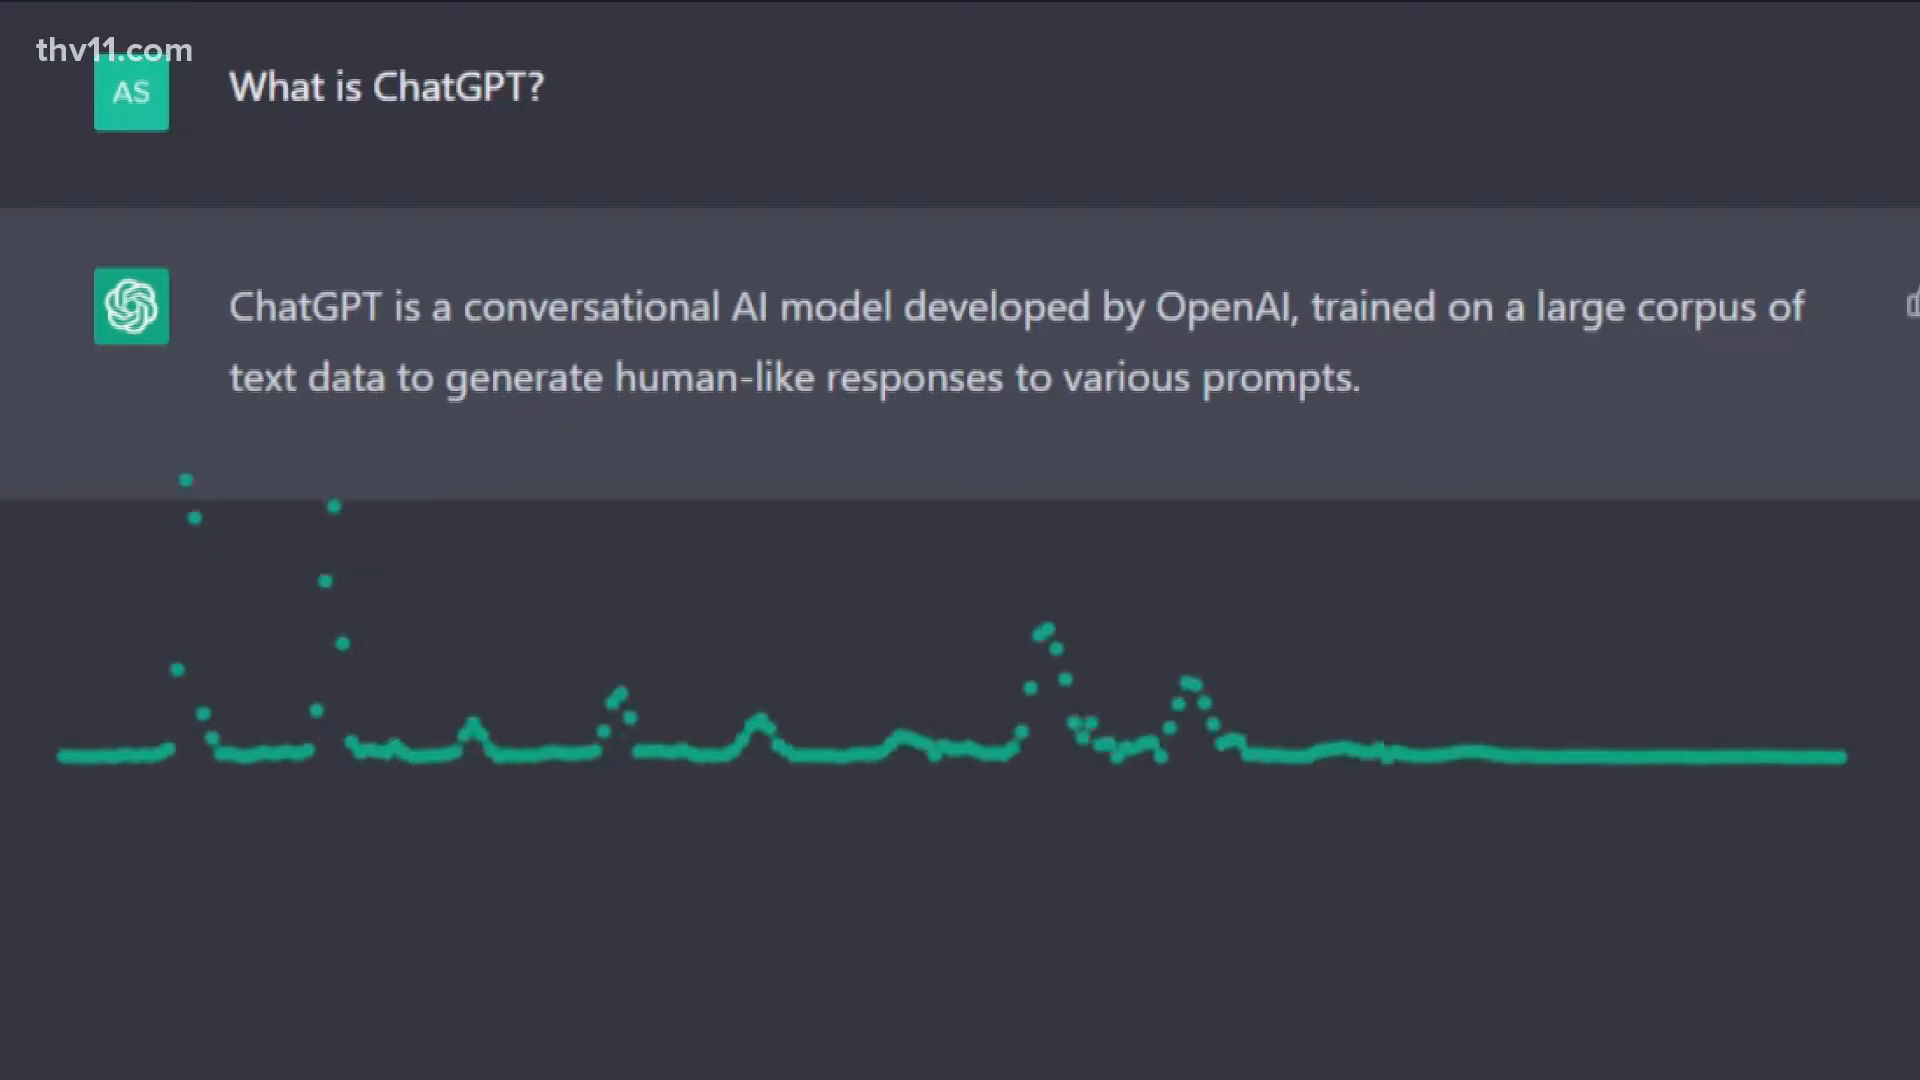 thv11.com
AS
What is ChatGPT?
ChatGPT is a conversational AI model developed by OpenAI, trained on a large corpus of
text data to generate human-like responses to various prompts.